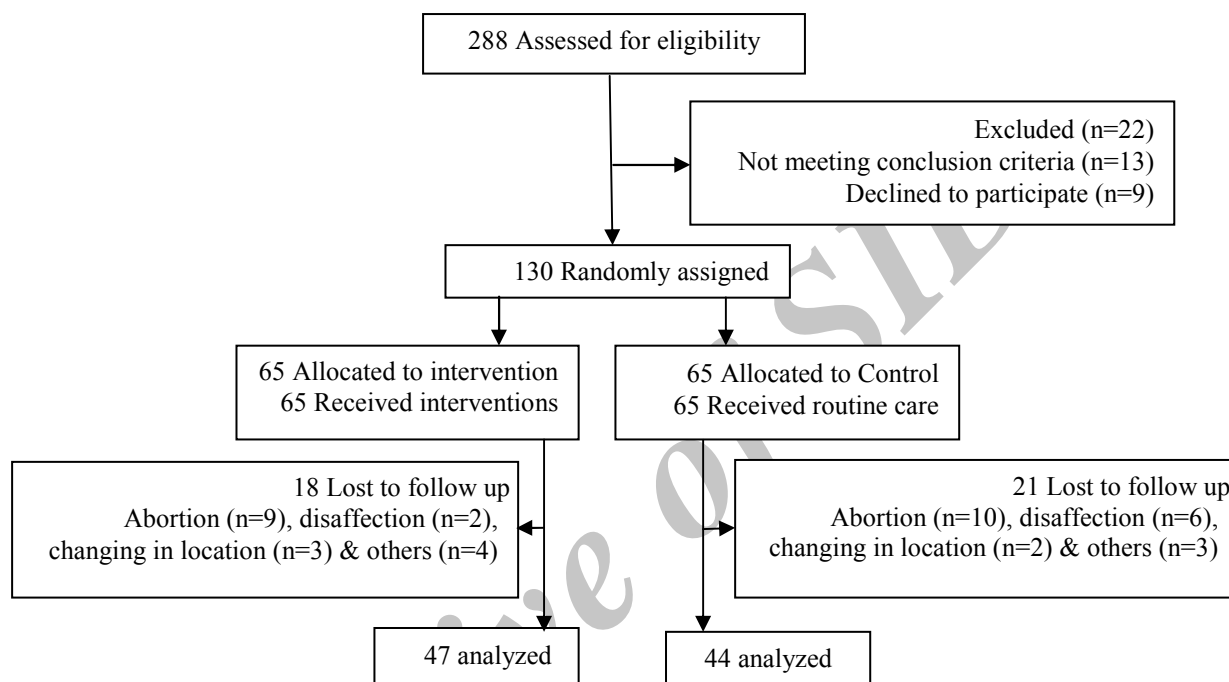 288 Assessed for eligibility
Excluded (n=22)
Not meeting conclusion criteria (n=13)
Declined to participate (n=9)
130 Randomly assigned
65 Allocated to intervention
65 Received interventions
65 Allocated to Control
65 Received routine care
18 Lost to follow up
Abortion (n=9), disaffection (n=2),
changing in location (n=3) & others (n=4)
21 Lost to follow up
Abortion (n=10), disaffection (n=6),
changing in location (n=2) & others (n=3)
47 analyzed
44 analyzed